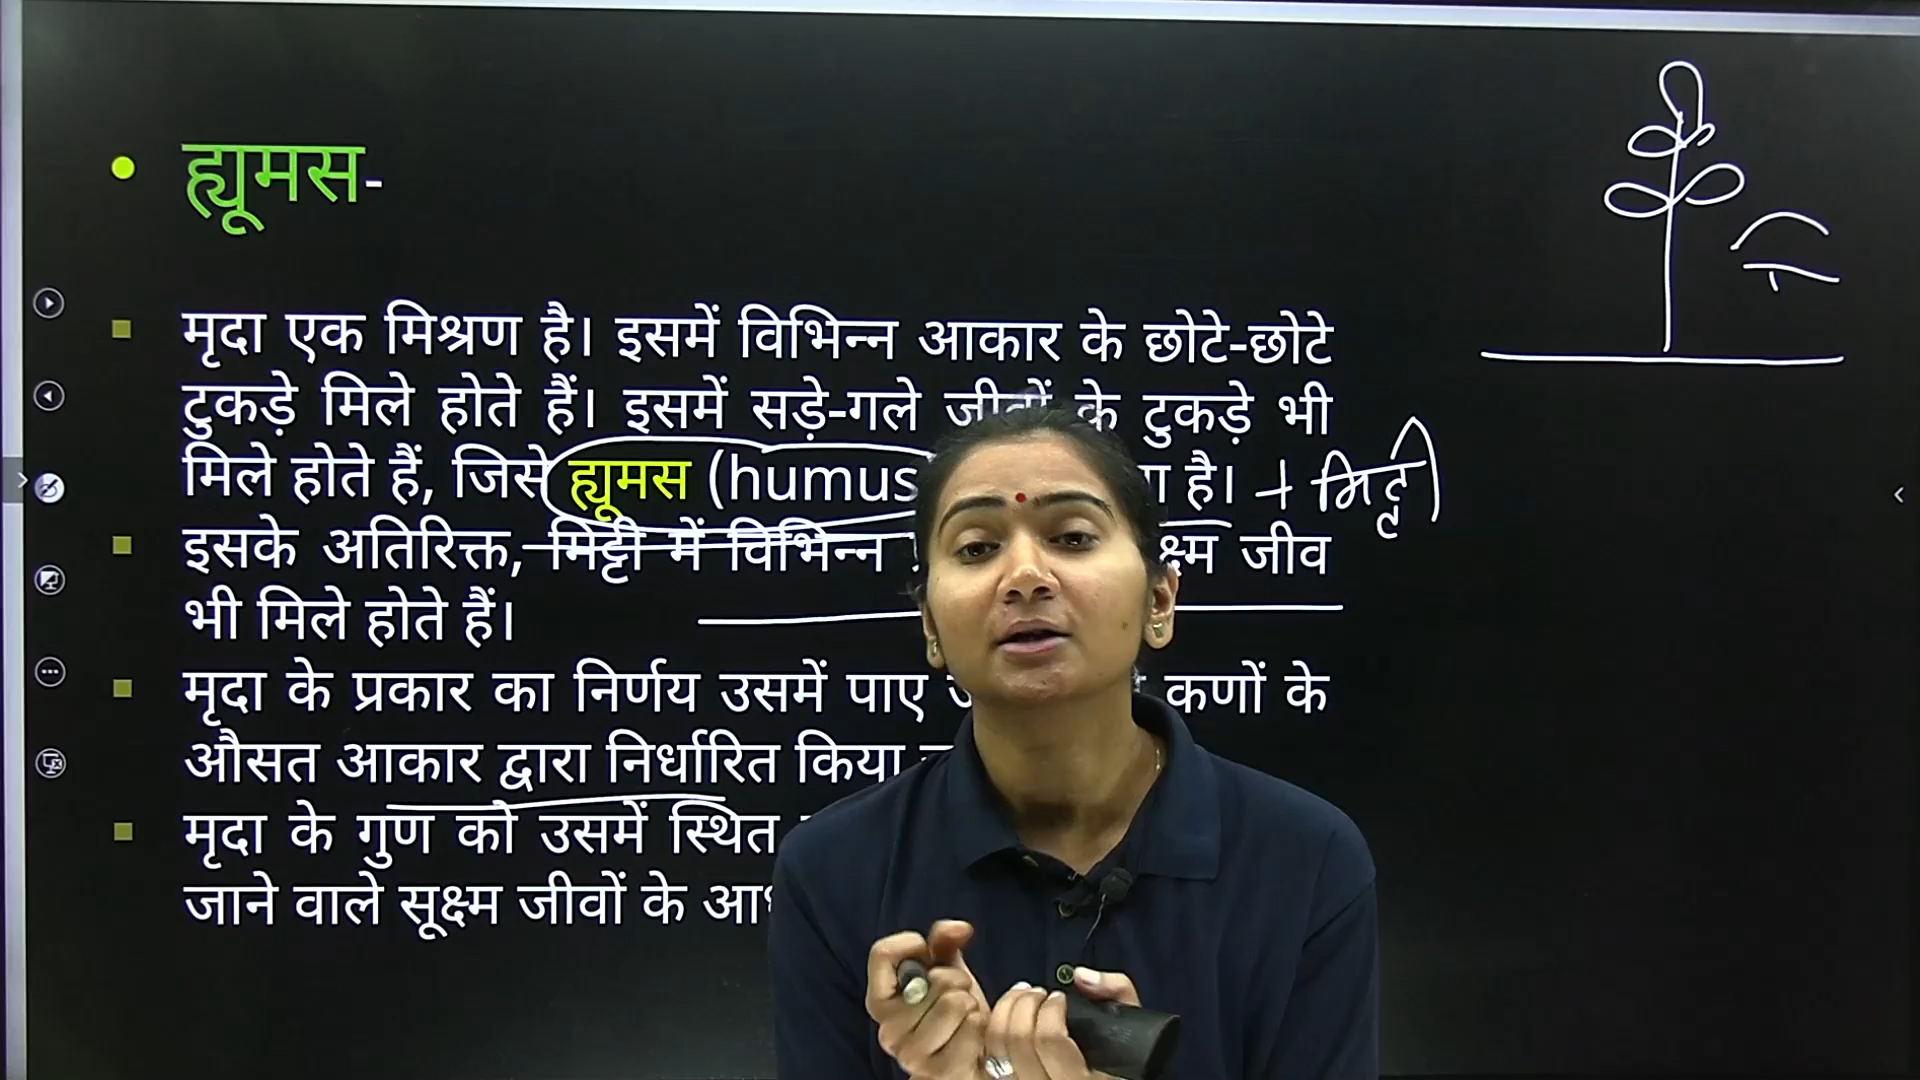 ह्यूमस-
मृदा एक मिश्रण है। इसमें विभिन्न आकार के छोटे-छोटे
टुकड़े मिले होते हैं। इसमें सड़े-गले जीवों के टुकड़े भी
मिले होते हैं, जिसे ह्यूमस (humus है। + मिट्टी
इसके अतिरिक्त, मिट्टी में विभिन्न जीव
भी मिले होते हैं।
मृदा के प्रकार का निर्णय उसमें पाए कणों के
औसत आकार द्वारा निर्धारित किया
मृदा के गुण को उसमें स्थित
जाने वाले सूक्ष्म जीवों के